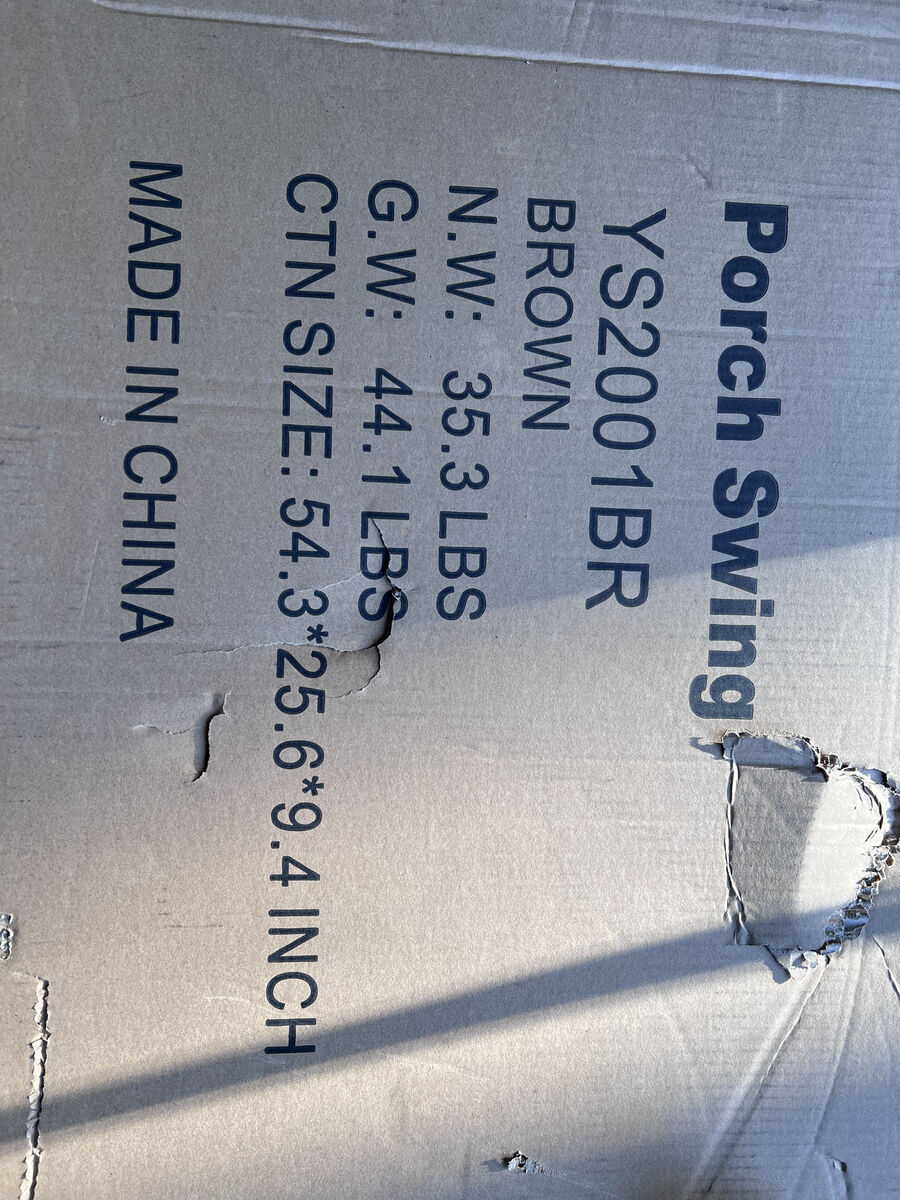 Porch Swing
YS2001BR
BROWN
N.W: 35.3 LBS
G.W: 44.1 LBS
CTN SIZE: 54.3*25.6*9.4 INCH
MADE IN CHINA